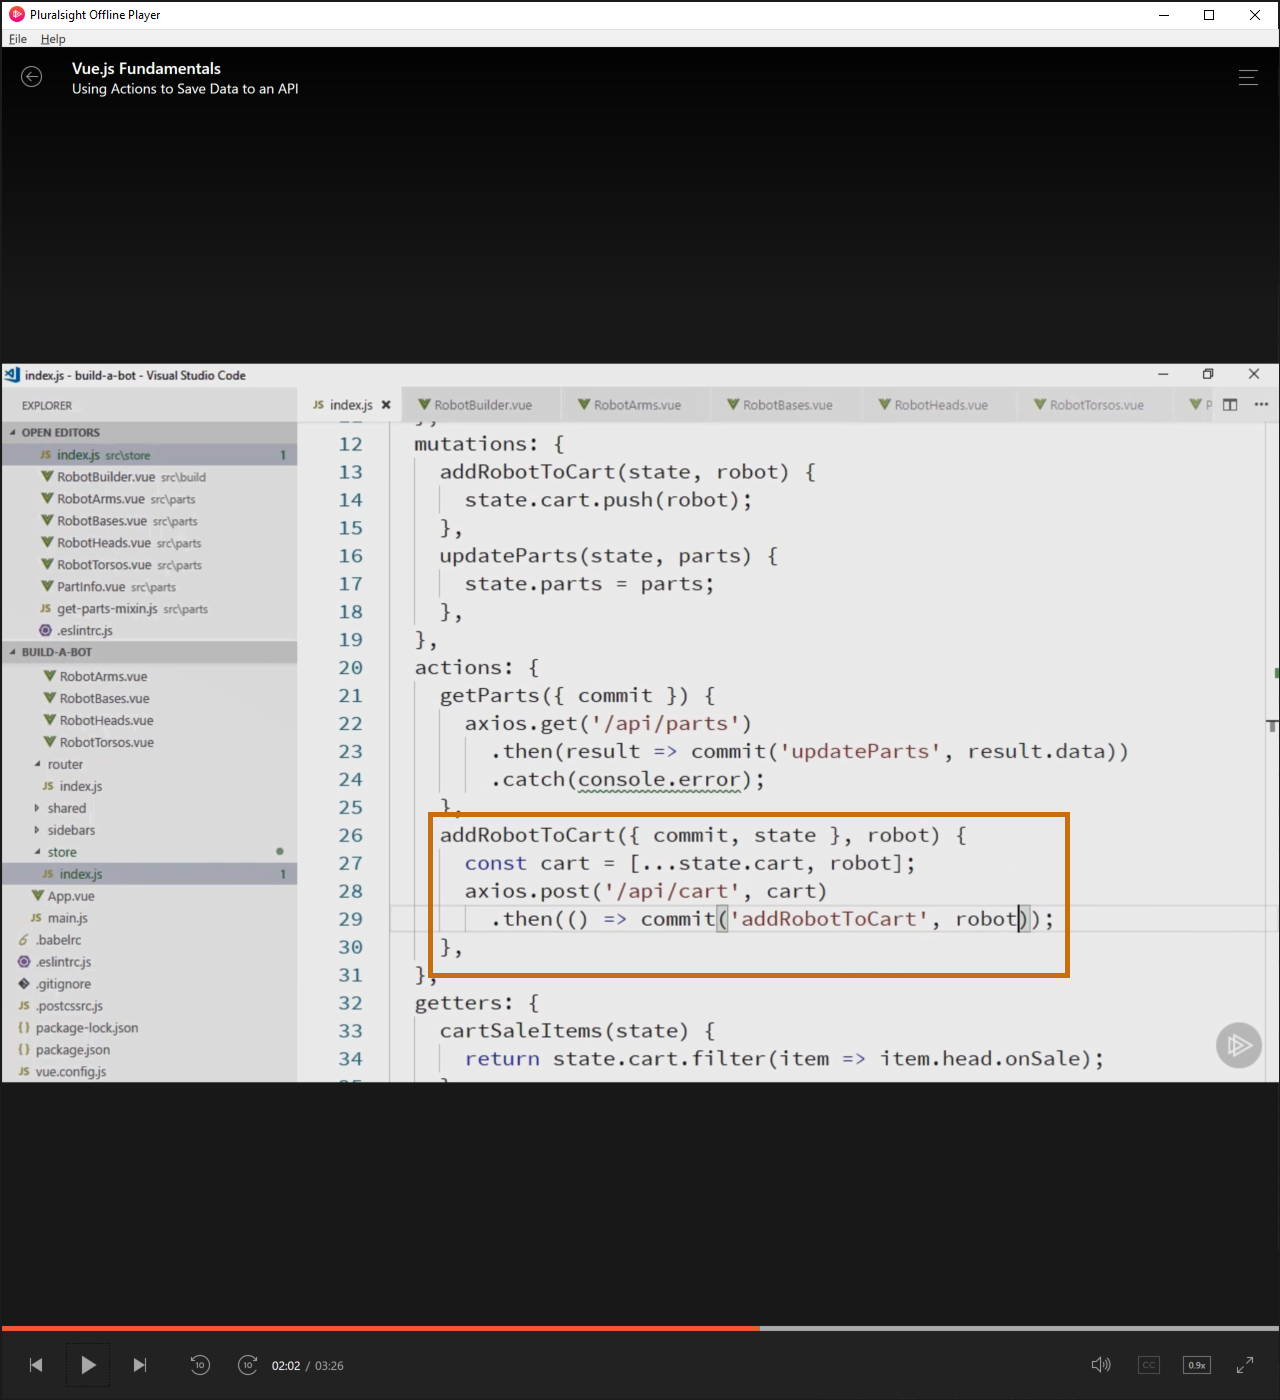 Pluralsight Offline Player
File Help
Vue.js Fundamentals
Using Actions to Save Data to an API
index.js - build-a-bot - Visual Studio Code
EXPLORER
OPEN EDITORS
JS index.js src\store 1
RobotBuilder.vue src\build
RobotArms.vue src\parts
RobotBases.vue src\parts
RobotHeads.vue src\parts
RobotTorsos.vue src\parts
PartInfo.vue src\parts
JS get-parts-mixin.js src\parts
.eslintrc.js
BUILD-A-BOT
RobotArms.vue
RobotBases.vue
RobotHeads.vue
RobotTorsos.vue
router
JS index.js
shared
sidebars
store
JS index.js 1
App.vue
JS main.js
.babelrc
.eslintrc.js
.gitignore
JS .postcssrc.js
{} package-lock.json
{} package.json
JS vue.config.js
JS index.js RobotBuilder.vue RobotArms.vue RobotBases.vue RobotHeads.vue RobotTorsos.vue P
12 mutations: {
13 addRobotToCart(state, robot) {
14 state.cart.push(robot);
15 },
16 updateParts(state, parts) {
17 state.parts = parts;
18 },
19 },
20 actions: {
21 getParts({ commit }) {
22 axios.get('/api/parts')
23 .then(result => commit('updateParts', result.data))
24 .catch(console.error);
25 },
26 addRobotToCart({ commit, state }, robot) {
27 const cart = [...state.cart, robot];
28 axios.post('/api/cart', cart)
29 .then(() => commit('addRobotToCart', robot));
30 },
31 },
32 getters: {
33 cartSaleItems(state) {
34 return state.cart.filter(item => item.head.onSale);
10 10 02:02 / 03:26 CC 0.9x